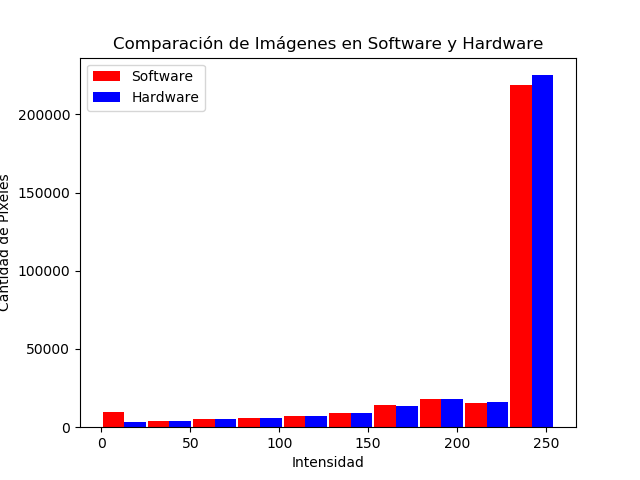 Comparación de Imágenes en Software y Hardware
Software
Hardware
200000
150000
100000
50000
0
Cantidad de Píxeles
0 50 100 150 200 250
Intensidad